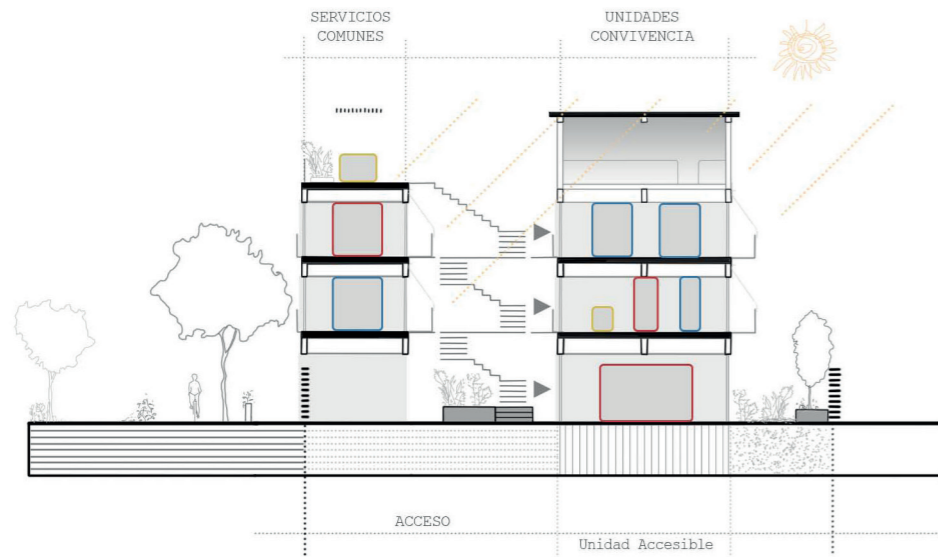 SERVICIOS
COMUNES
UNIDADES
CONVIVENCIA
ACCESO
Unidad Accesible